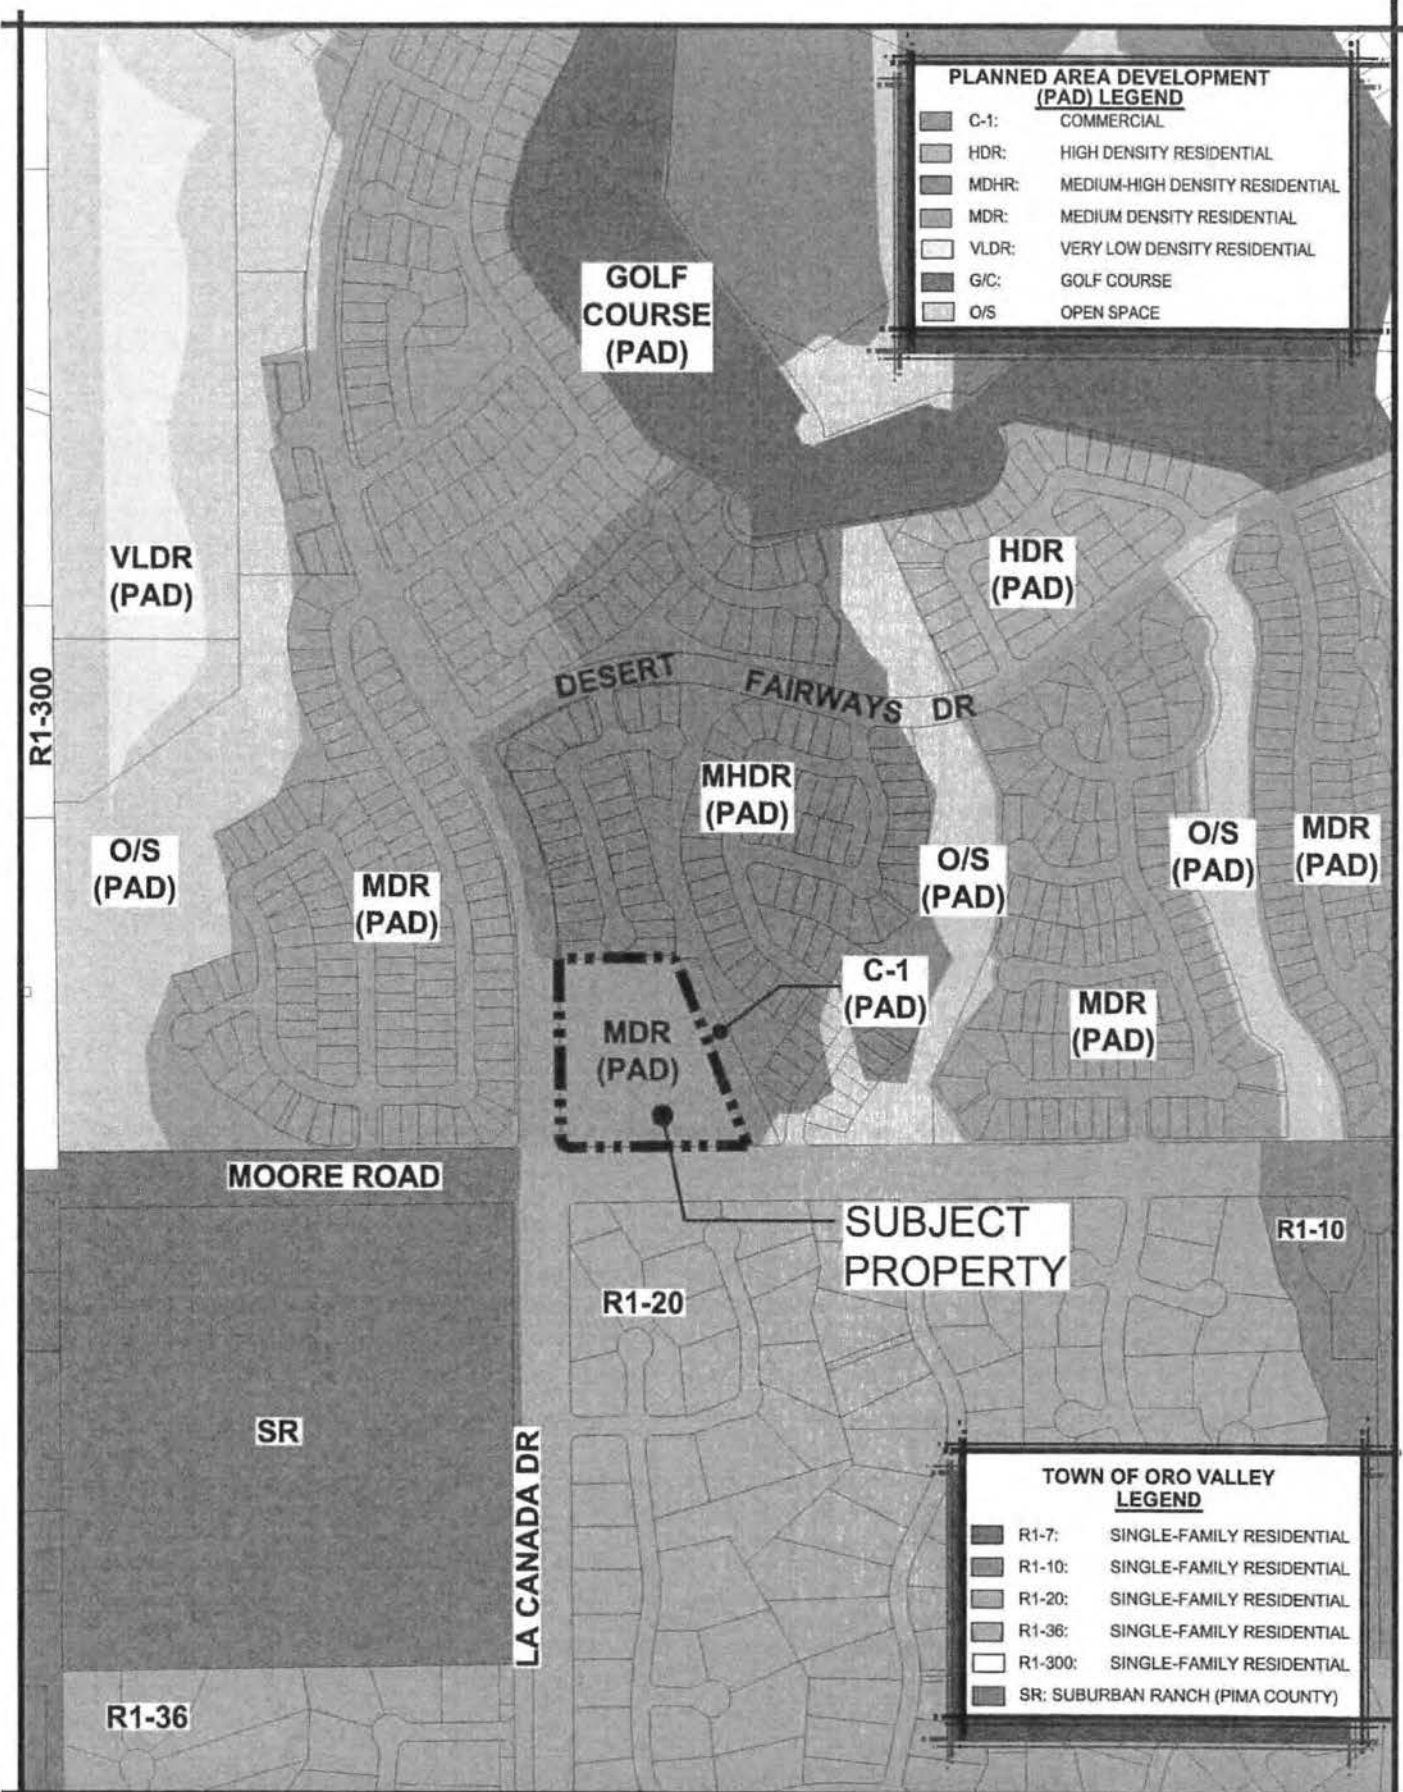 PLANNED AREA DEVELOPMENT
(PAD) LEGEND
C-1: COMMERCIAL
HDR: HIGH DENSITY RESIDENTIAL
MDHR: MEDIUM-HIGH DENSITY RESIDENTIAL
MDR: MEDIUM DENSITY RESIDENTIAL
VLDR: VERY LOW DENSITY RESIDENTIAL
G/C: GOLF COURSE
O/S OPEN SPACE
GOLF
COURSE
(PAD)
VLDR
(PAD)
HDR
(PAD)
R1-300
DESERT FAIRWAYS DR
MHDR
(PAD)
O/S
(PAD)
MDR
(PAD)
O/S
(PAD)
O/S
(PAD)
MDR
(PAD)
C-1
(PAD)
MDR
(PAD)
MDR
(PAD)
MOORE ROAD
SUBJECT
PROPERTY
R1-10
R1-20
SR
LA CANADA DR
R1-36
TOWN OF ORO VALLEY
LEGEND
R1-7: SINGLE-FAMILY RESIDENTIAL
R1-10: SINGLE-FAMILY RESIDENTIAL
R1-20: SINGLE-FAMILY RESIDENTIAL
R1-36: SINGLE-FAMILY RESIDENTIAL
R1-300: SINGLE-FAMILY RESIDENTIAL
SR: SUBURBAN RANCH (PIMA COUNTY)